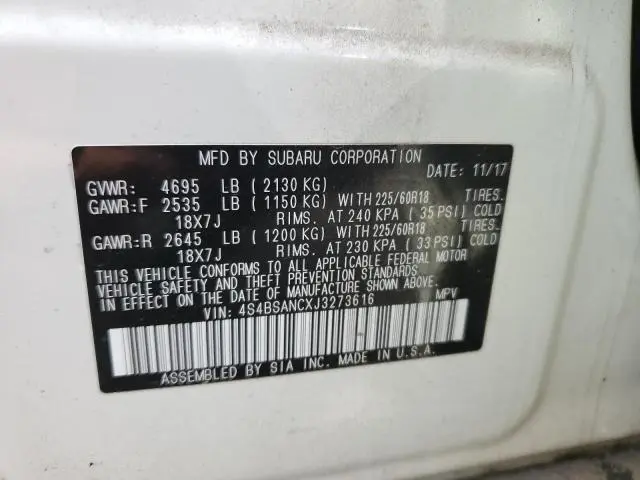 MFD BY SUBARU CORPORATION
DATE: 11/17
GVWR: 4695 LB ( 2130 KG)
GAWR:F 2535 LB ( 1150 KG) WITH 225/60R18 TIRES.
18X7J RIMS. AT 240 KPA ( 35 PSI) COLD
GAWR:R 2645 LB ( 1200 KG) WITH 225/60R18 TIRES.
18X7J RIMS. AT 230 KPA ( 33 PSI) COLD
THIS VEHICLE CONFORMS TO ALL APPLICABLE FEDERAL MOTOR
VEHICLE SAFETY AND THEFT PREVENTION STANDARDS
IN EFFECT ON THE DATE OF MANUFACTURE SHOWN ABOVE.
VIN: 4S4BSANCXJ3273616 MPV
ASSEMBLED BY SIA INC. MADE IN U.S.A.